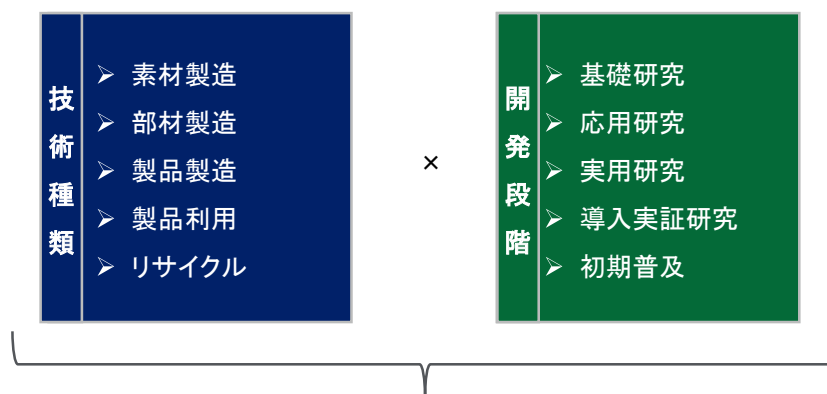 技術種類
➢ 素材製造
➢ 部材製造
➢ 製品製造
➢ 製品利用
➢ リサイクル
×
開発段階
➢ 基礎研究
➢ 応用研究
➢ 実用研究
➢ 導入実証研究
➢ 初期普及